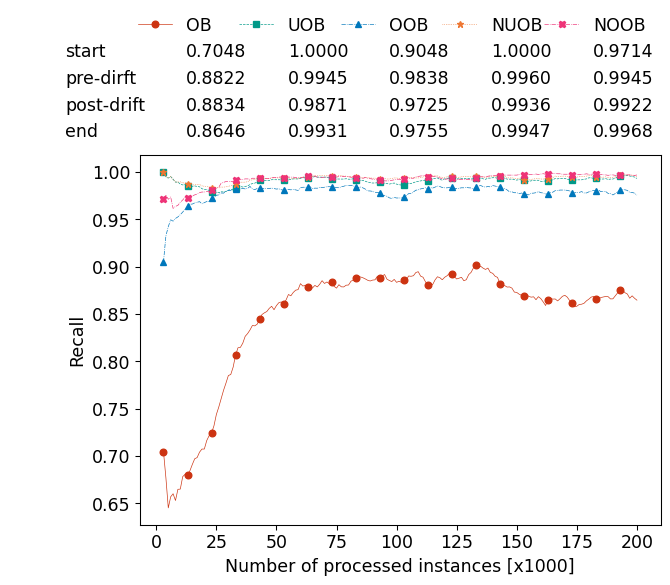 OB UOB OOB NUOB NOOB
start 0.7048 1.0000 0.9048 1.0000 0.9714
pre-dirft 0.8822 0.9945 0.9838 0.9960 0.9945
post-drift 0.8834 0.9871 0.9725 0.9936 0.9922
end 0.8646 0.9931 0.9755 0.9947 0.9968
1.00
0.95
0.90
0.85
0.80
0.75
0.70
0.65
Recall
0 25 50 75 100 125 150 175 200
Number of processed instances [x1000]